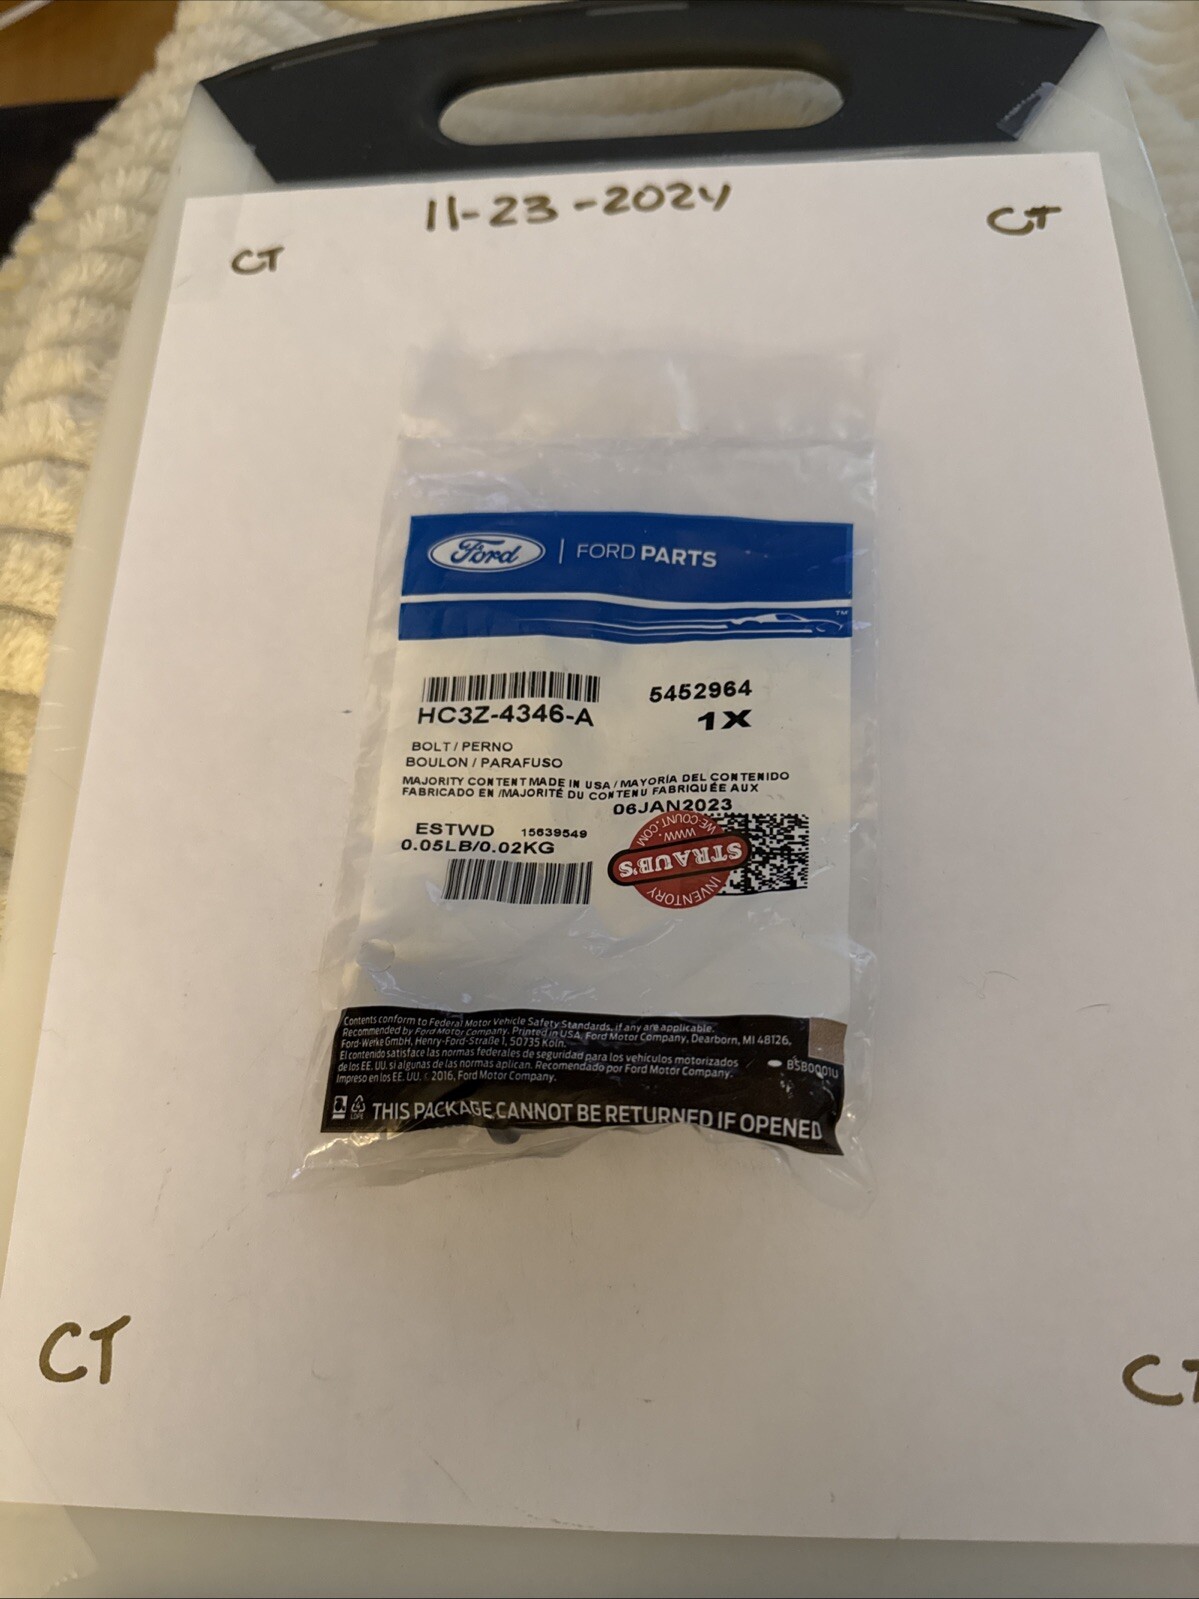 11-23-2024
CT
CT
Ford | FORD PARTS
TM
HC3Z-4346-A
5452964
1X
BOLT / PERNO
BOULON / PARAFUSO
MAJORITY CONTENT MADE IN USA / MAYORÍA DEL CONTENIDO
FABRICADO EN /MAJORITÉ DU CONTENU FABRIQUÉE AUX
06JAN2023
ESTWD 15639549
0.05LB/0.02KG
WWW.
WE-COUNT.COM
STRAUB'S
INVENTORY
Contents conform to Federal Motor Vehicle Safety Standards, if any are applicable.
Recommended by Ford Motor Company. Printed in USA, Ford Motor Company, Dearborn, MI 48126,
Ford-Werke GmbH, Henry-Ford-Straße 1, 50735 Köln.
El contenido satisface las normas federales de seguridad para los vehículos motorizados
de los EE. UU. si algunas de las normas aplican. Recomendado por Ford Motor Company.
Impreso en los EE. UU. © 2016, Ford Motor Company.
BSB0001U
LDPE
THIS PACKAGE CANNOT BE RETURNED IF OPENED
CT
CT